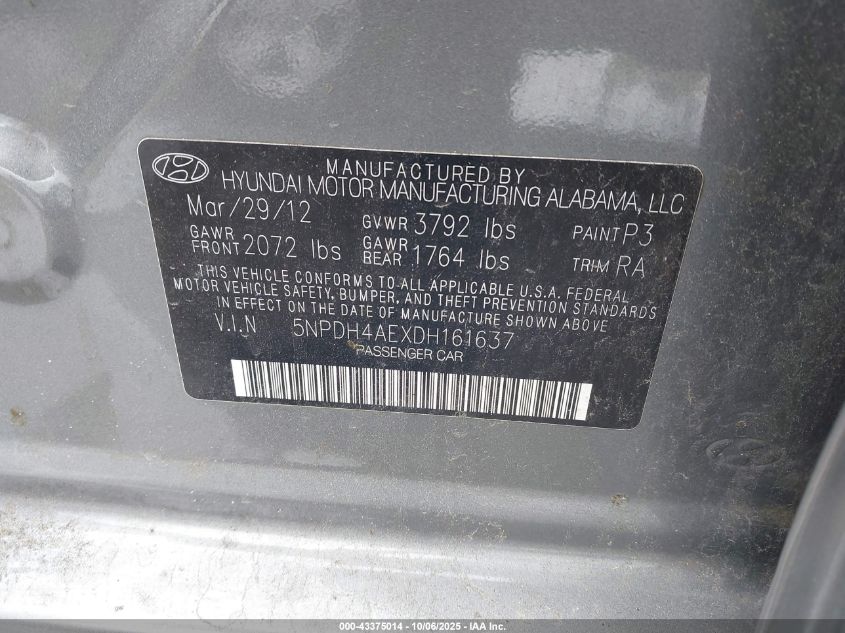 MANUFACTURED BY
HYUNDAI MOTOR MANUFACTURING ALABAMA, LLC
Mar/29/12 GVWR 3792 lbs PAINT P3
GAWR FRONT 2072 lbs GAWR REAR 1764 lbs TRIM RA
THIS VEHICLE CONFORMS TO ALL APPLICABLE U.S.A. FEDERAL
MOTOR VEHICLE SAFETY, BUMPER, AND THEFT PREVENTION STANDARDS
IN EFFECT ON THE DATE OF MANUFACTURE SHOWN ABOVE.
V.I.N 5NPDH4AEXDH161637
PASSENGER CAR
000-43375014 - 10/06/2025 - IAA Inc.